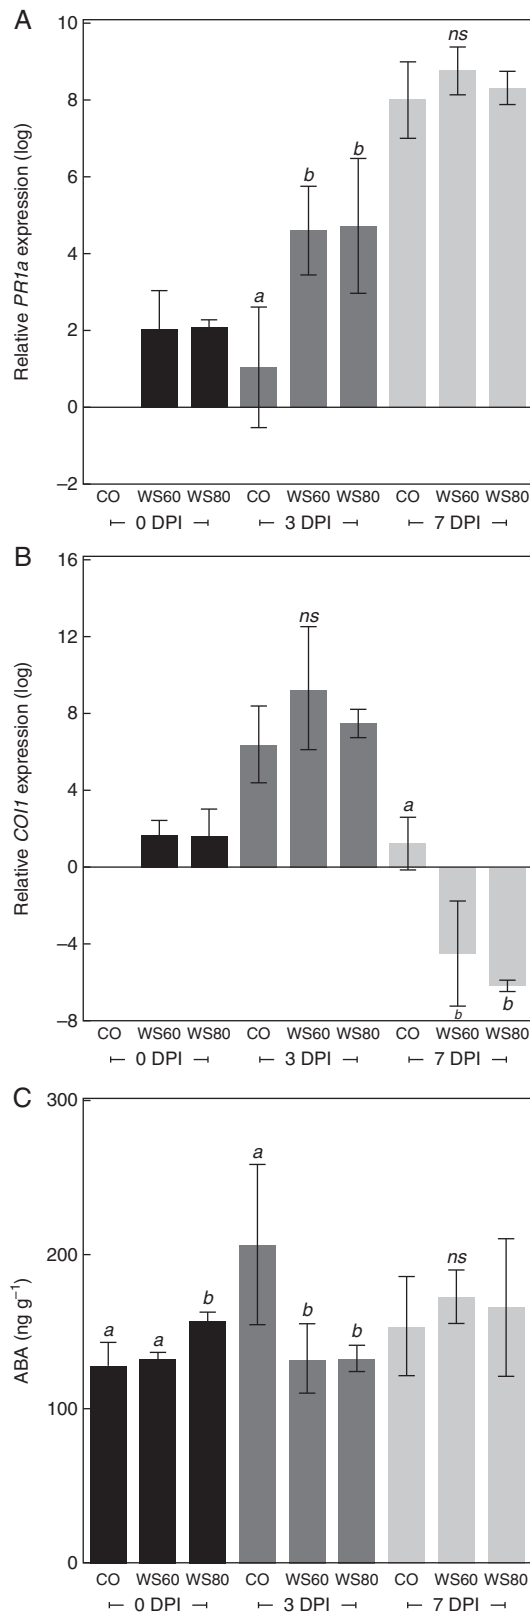 A
10
8
6
4
2
0
–2
Relative PR1a expression (log)
a
b
b
ns
CO WS60 WS80 CO WS60 WS80 CO WS60 WS80
0 DPI 3 DPI 7 DPI
B
16
12
8
4
0
–4
–8
Relative COI1 expression (log)
ns
a
b
b
CO WS60 WS80 CO WS60 WS80 CO WS60 WS80
0 DPI 3 DPI 7 DPI
C
300
200
100
0
ABA (ng g–1)
a
a
b
a
b
b
ns
CO WS60 WS80 CO WS60 WS80 CO WS60 WS80
0 DPI 3 DPI 7 DPI